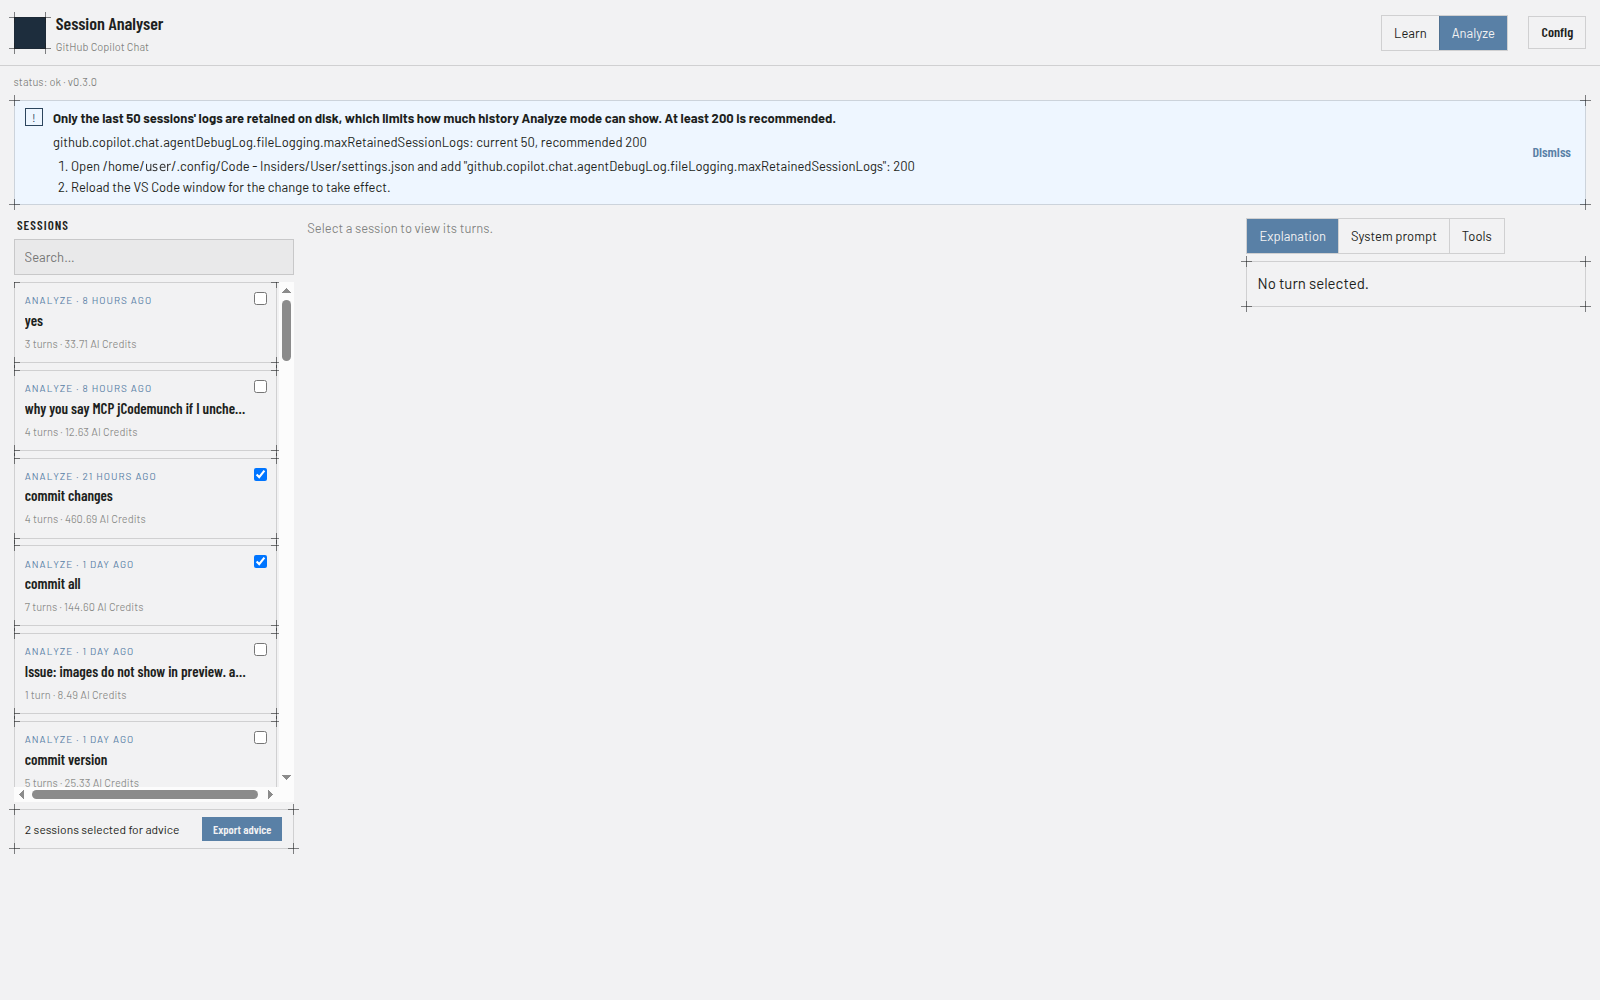 Session Analyser
GitHub Copilot Chat
Learn
Analyze
Config
status: ok · v0.3.0
!
Only the last 50 sessions' logs are retained on disk, which limits how much history Analyze mode can show. At least 200 is recommended.
github.copilot.chat.agentDebugLog.fileLogging.maxRetainedSessionLogs: current 50, recommended 200
1. Open /home/user/.config/Code - Insiders/User/settings.json and add "github.copilot.chat.agentDebugLog.fileLogging.maxRetainedSessionLogs": 200
2. Reload the VS Code window for the change to take effect.
Dismiss
SESSIONS
Search...
ANALYZE · 8 HOURS AGO
yes
3 turns · 33.71 AI Credits
ANALYZE · 8 HOURS AGO
why you say MCP jCodemunch if I unche...
4 turns · 12.63 AI Credits
ANALYZE · 21 HOURS AGO
commit changes
4 turns · 460.69 AI Credits
ANALYZE · 1 DAY AGO
commit all
7 turns · 144.60 AI Credits
ANALYZE · 1 DAY AGO
Issue: images do not show in preview. a...
1 turn · 8.49 AI Credits
ANALYZE · 1 DAY AGO
commit version
5 turns · 25.33 AI Credits
2 sessions selected for advice
Export advice
Select a session to view its turns.
Explanation
System prompt
Tools
No turn selected.